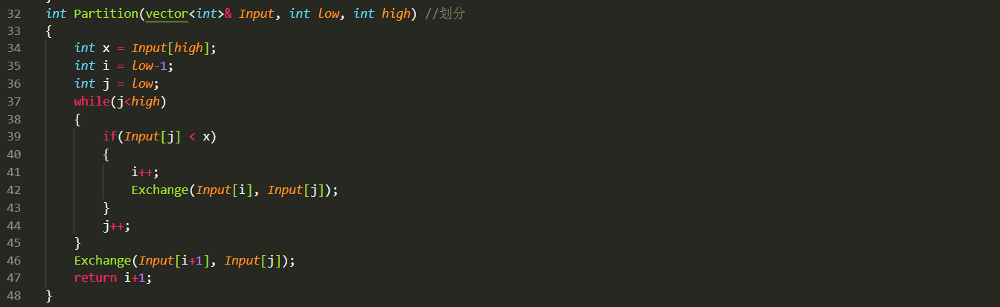 32 int Partition(vector<int>& Input, int low, int high) //划分
33 {
34     int x = Input[high];
35     int i = low-1;
36     int j = low;
37     while(j<high)
38     {
39         if(Input[j] < x)
40         {
41             i++;
42             Exchange(Input[i], Input[j]);
43         }
44         j++;
45     }
46     Exchange(Input[i+1], Input[j]);
47     return i+1;
48 }